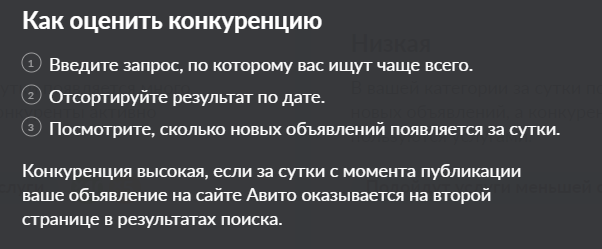 Как оценить конкуренцию
1 Введите запрос, по которому вас ищут чаще всего.
2 Отсортируйте результат по дате.
3 Посмотрите, сколько новых объявлений появляется за сутки.
Конкуренция высокая, если за сутки с момента публикации
ваше объявление на сайте Авито оказывается на второй
странице в результатах поиска.
Низкая